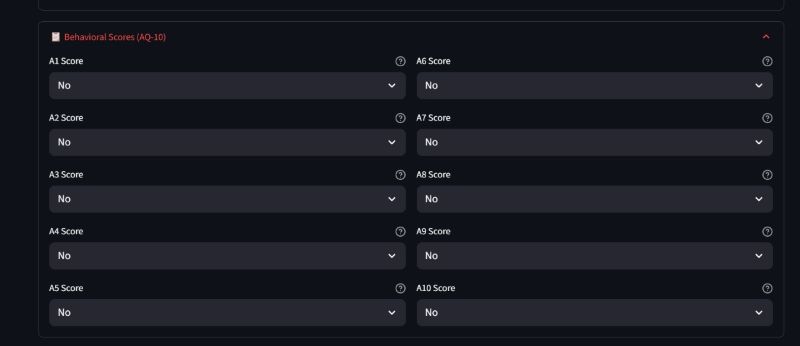 Behavioral Scores (AQ-10)
A1 Score
No
A2 Score
No
A3 Score
No
A4 Score
No
A5 Score
No
A6 Score
No
A7 Score
No
A8 Score
No
A9 Score
No
A10 Score
No